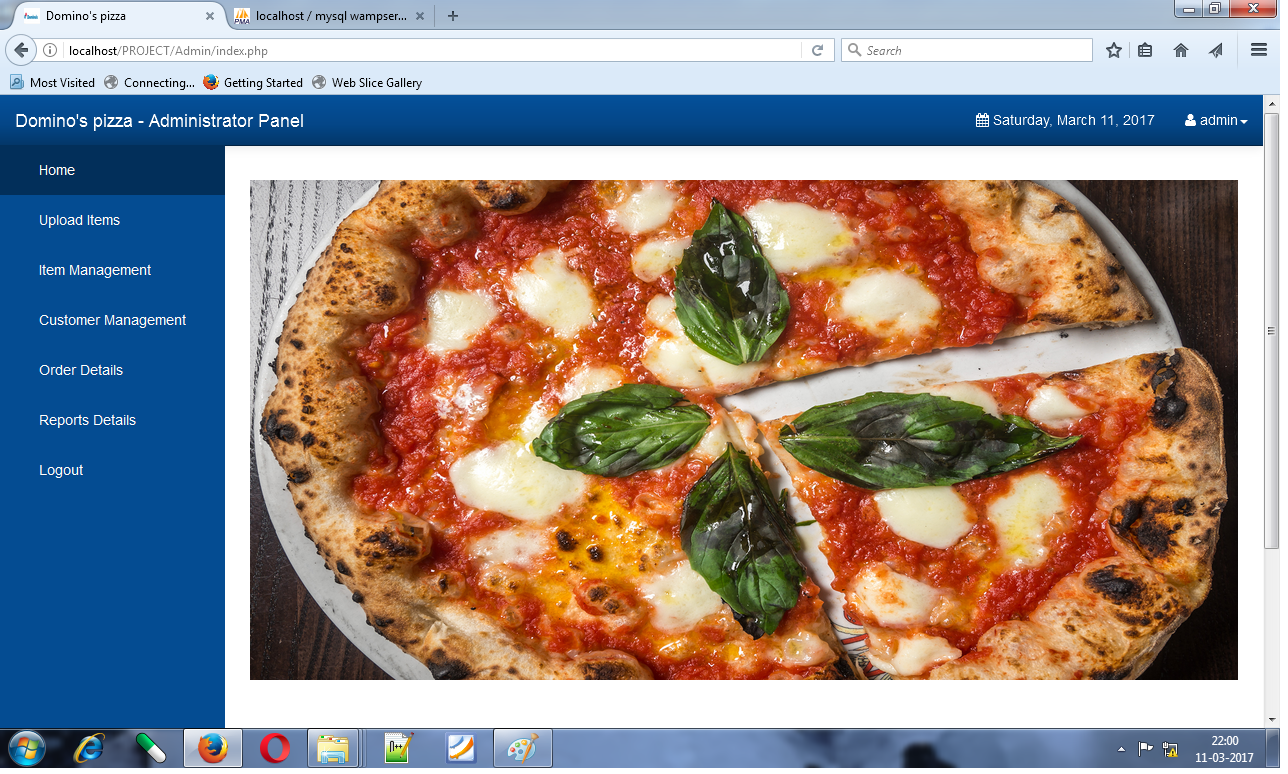 Domino's pizza
localhost / mysql wampser...
localhost/PROJECT/Admin/index.php
Search
Most Visited
Connecting...
Getting Started
Web Slice Gallery
Domino's pizza - Administrator Panel
Saturday, March 11, 2017
admin
Home
Upload Items
Item Management
Customer Management
Order Details
Reports Details
Logout
22:00
11-03-2017